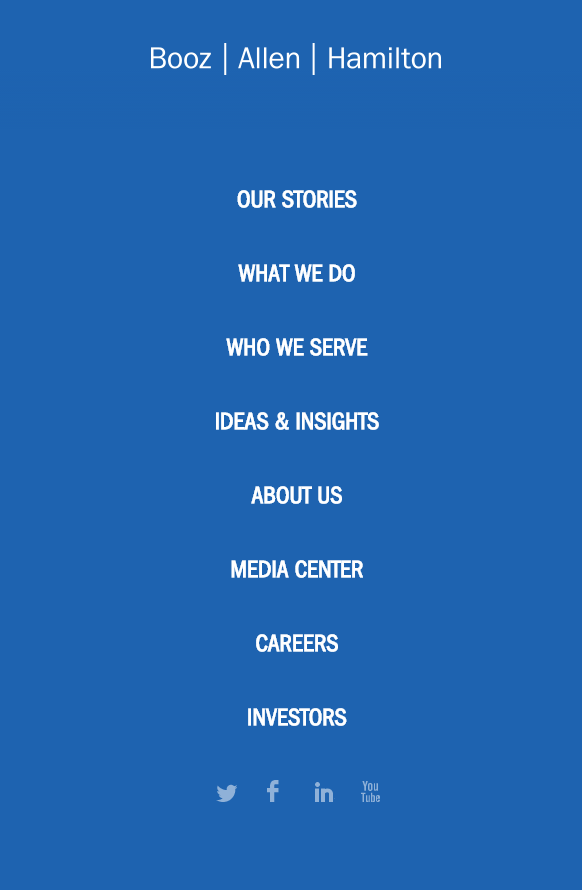 Booz | Allen | Hamilton
OUR STORIES
WHAT WE DO
WHO WE SERVE
IDEAS & INSIGHTS
ABOUT US
MEDIA CENTER
CAREERS
INVESTORS
You
Tube